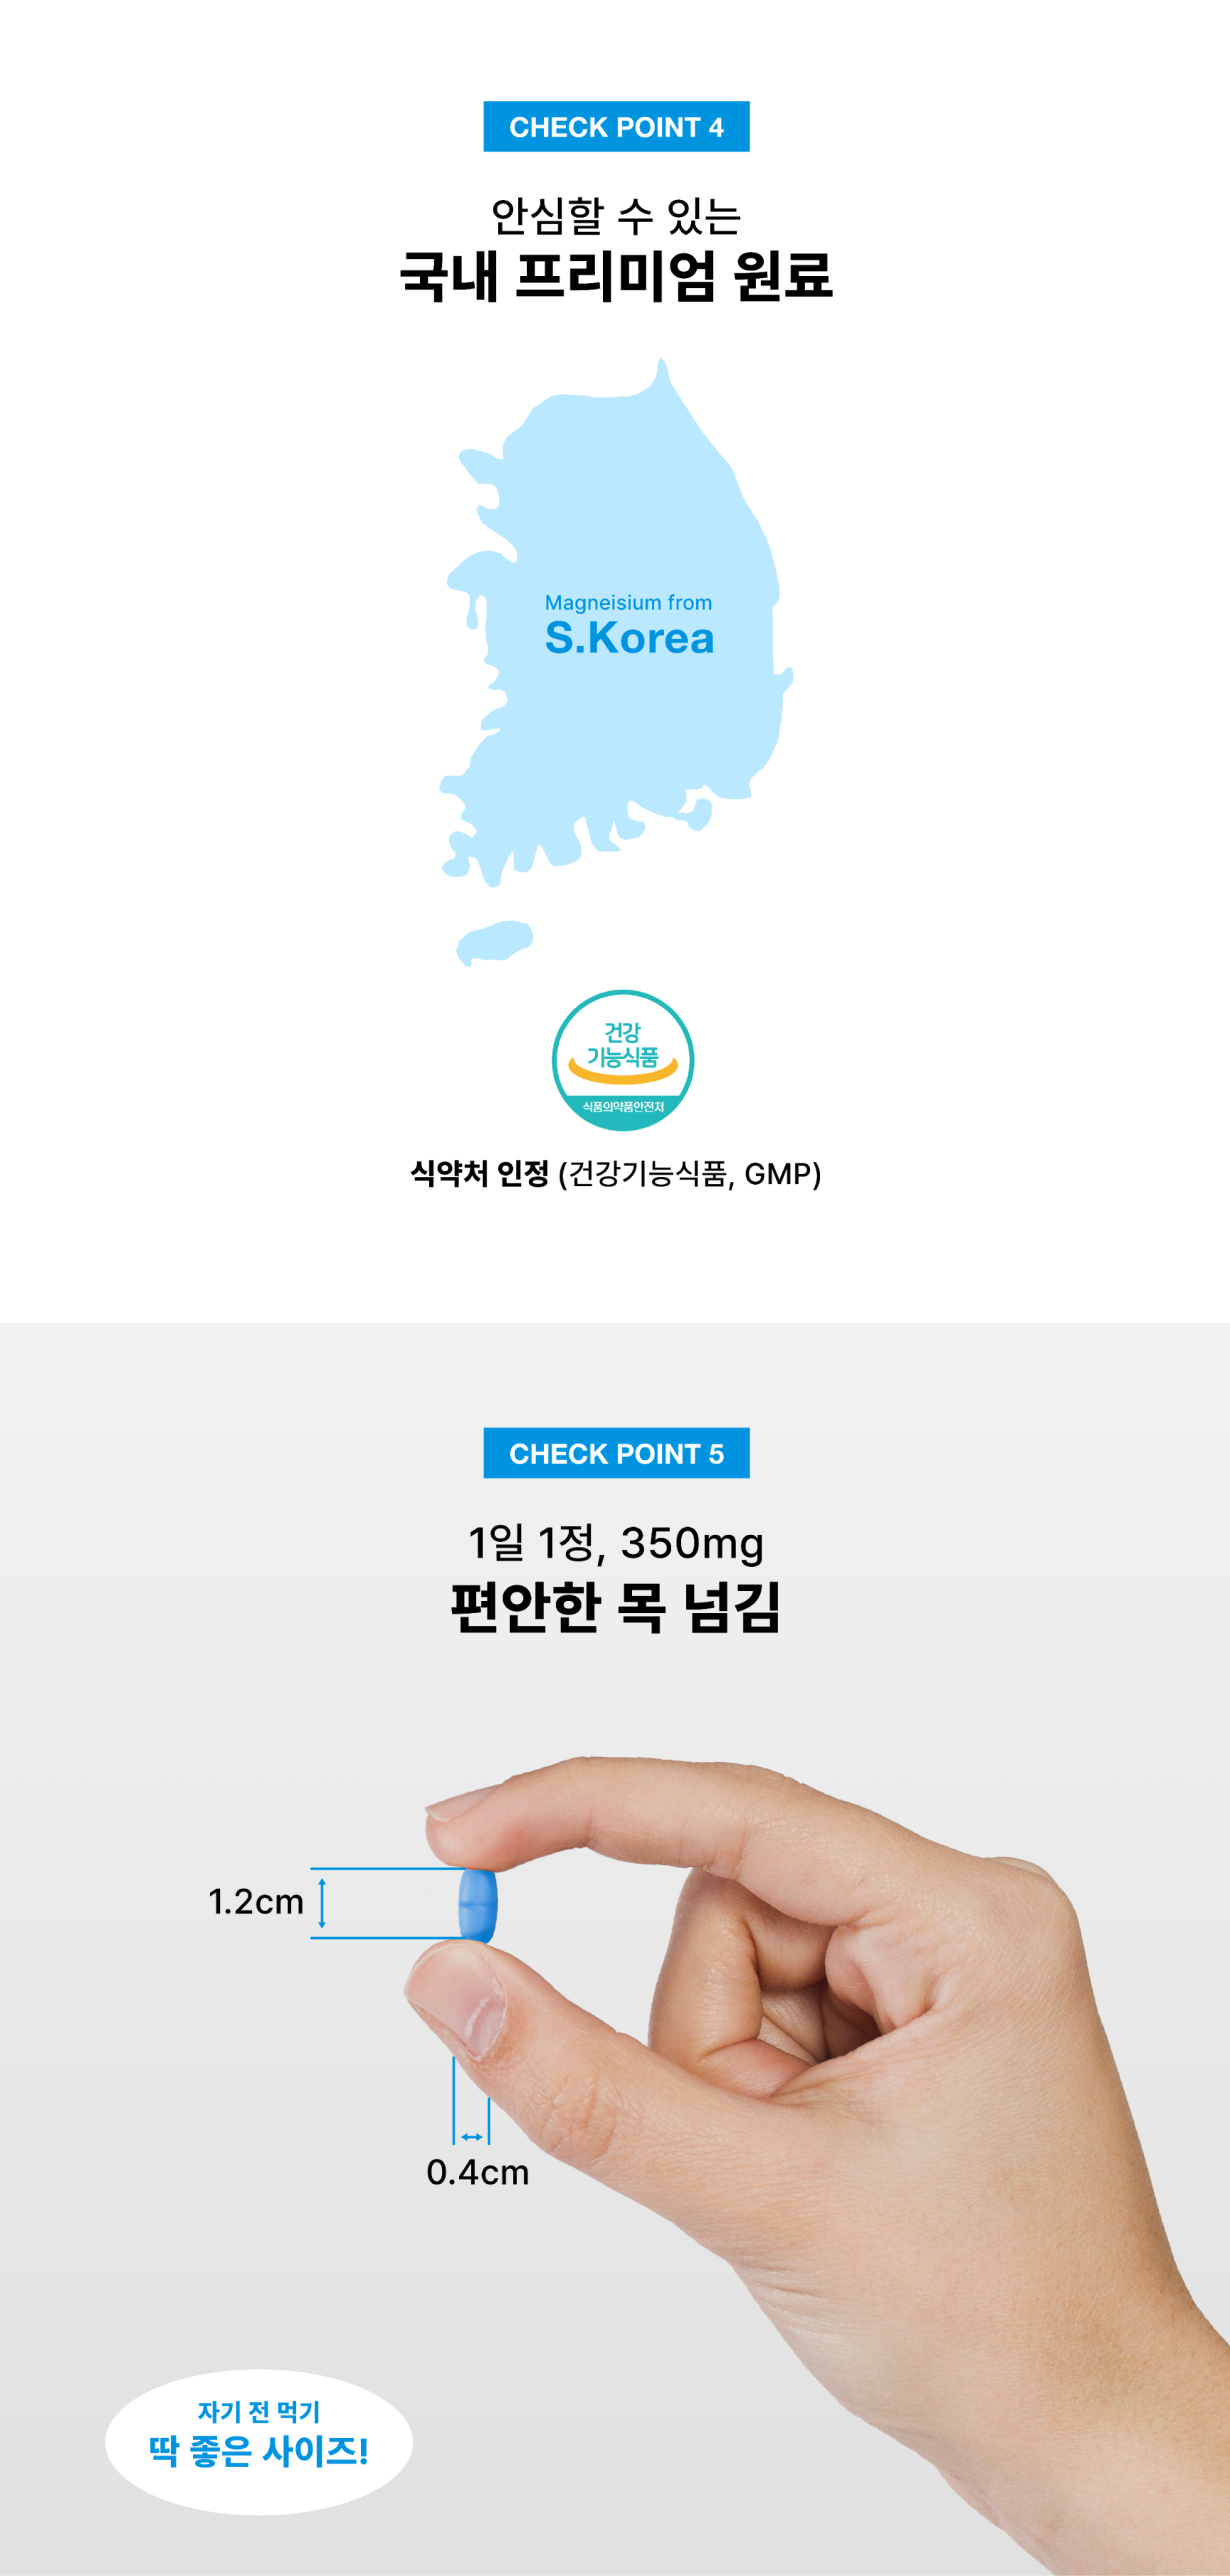 CHECK POINT 4
안심할 수 있는
국내 프리미엄 원료
Magneisium from
S.Korea
건강
기능식품
식품의약품안전처
식약처 인정 (건강기능식품, GMP)
CHECK POINT 5
1일 1정, 350mg
편안한 목 넘김
1.2cm
0.4cm
자기 전 먹기
딱 좋은 사이즈!